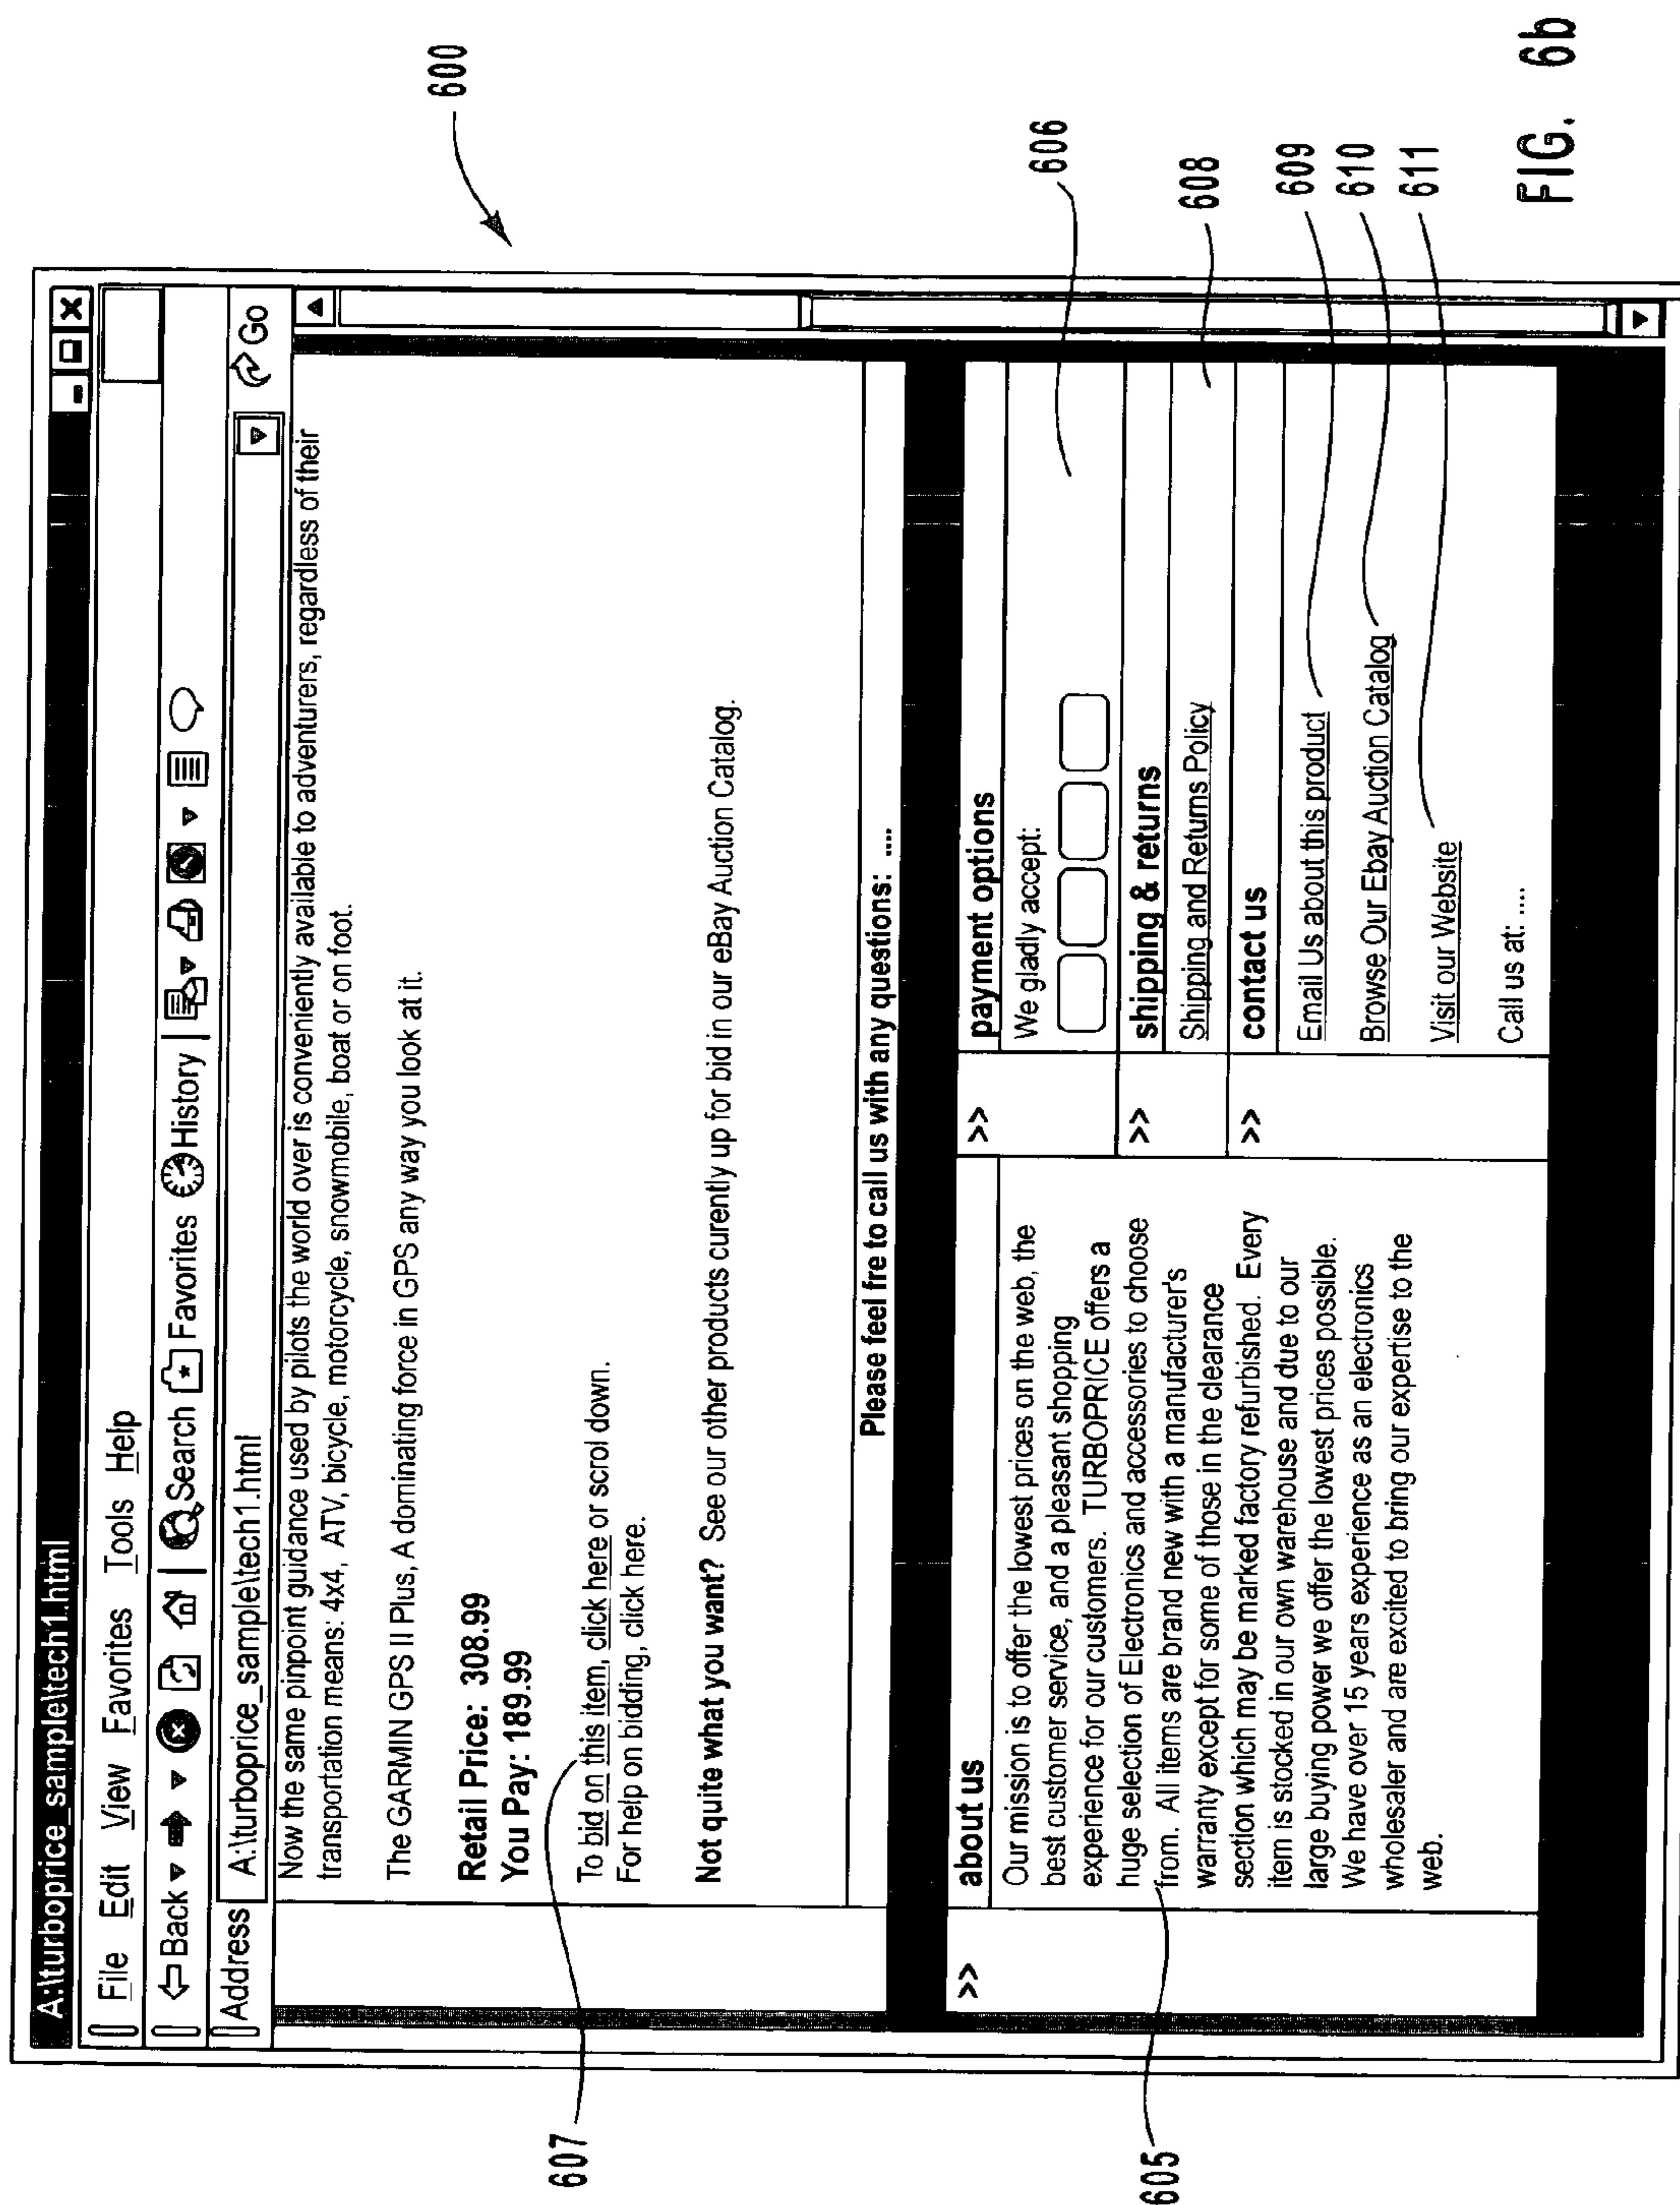 A:\turboprice_sample\tech1.html
File Edit View Favorites Tools Help
Back Search Favorites History
Address A:\turboprice_sample\tech1.html Go
Now the same pinpoint guidance used by pilots the world over is conveniently available to adventurers, regardless of their
transportation means: 4x4, ATV, bicycle, motorcycle, snowmobile, boat or on foot.
The GARMIN GPS II Plus, A dominating force in GPS any way you look at it.
Retail Price: 308.99
You Pay: 189.99
To bid on this item, click here or scrol down.
For help on bidding, click here.
Not quite what you want? See our other products curently up for bid in our eBay Auction Catalog.
Please feel fre to call us with any questions: ....
>> about us
Our mission is to offer the lowest prices on the web, the
best customer service, and a pleasant shopping
experience for our customers. TURBOPRICE offers a
huge selection of Electronics and accessories to choose
from. All items are brand new with a manufacturer's
warranty except for some of those in the clearance
section which may be marked factory refurbished. Every
item is stocked in our own warehouse and due to our
large buying power we offer the lowest prices possible.
We have over 15 years experience as an electronics
wholesaler and are excited to bring our expertise to the
web.
>> payment options
We gladly accept:
>> shipping & returns
Shipping and Returns Policy
>> contact us
Email Us about this product
Browse Our Ebay Auction Catalog
Visit our Website
Call us at: ....
600
606
608
609
610
611
607
605
FIG. 6b